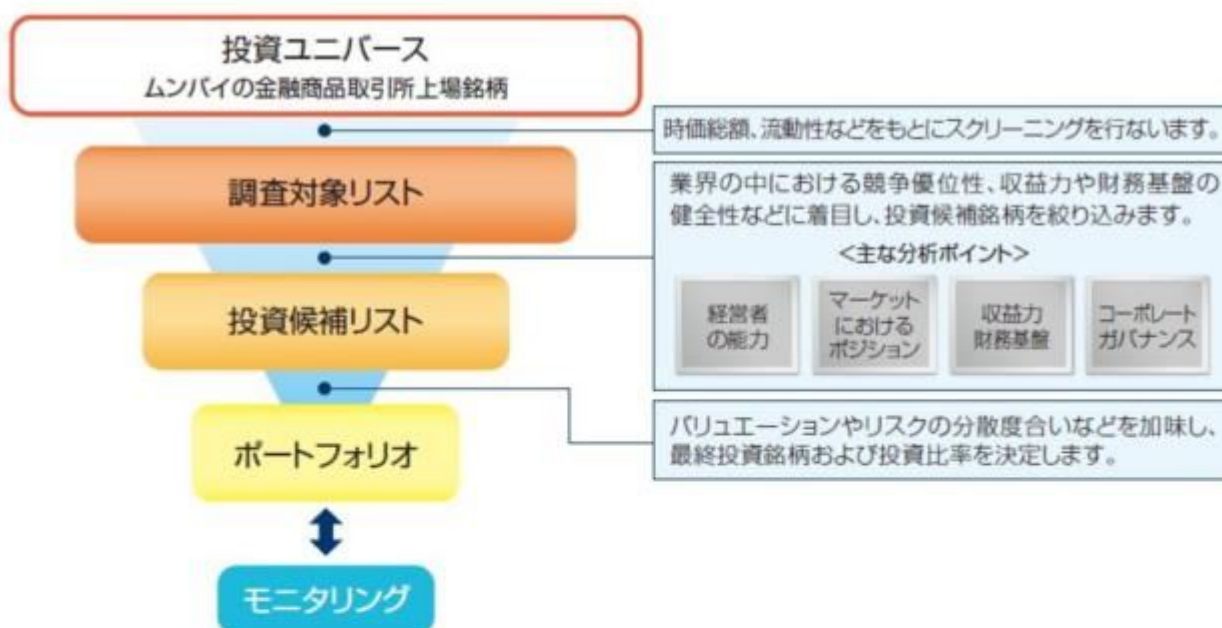 投資ユニバース
ムンバイの金融商品取引所上場銘柄
時価総額、流動性などをもとにスクリーニングを行ないます。
調査対象リスト
業界の中における競争優位性、収益力や財務基盤の
健全性などに着目し、投資候補銘柄を絞り込みます。
<主な分析ポイント>
経営者
の能力
マーケット
における
ポジション
収益力
財務基盤
コーポレート
ガバナンス
投資候補リスト
バリュエーションやリスクの分散度合いなどを加味し、
最終投資銘柄および投資比率を決定します。
ポートフォリオ
モニタリング